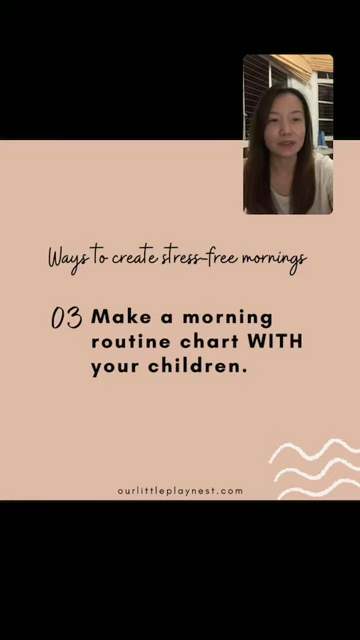 Ways to create stress-free mornings
03 Make a morning
routine chart WITH
your children.
ourlittleplaynest.com